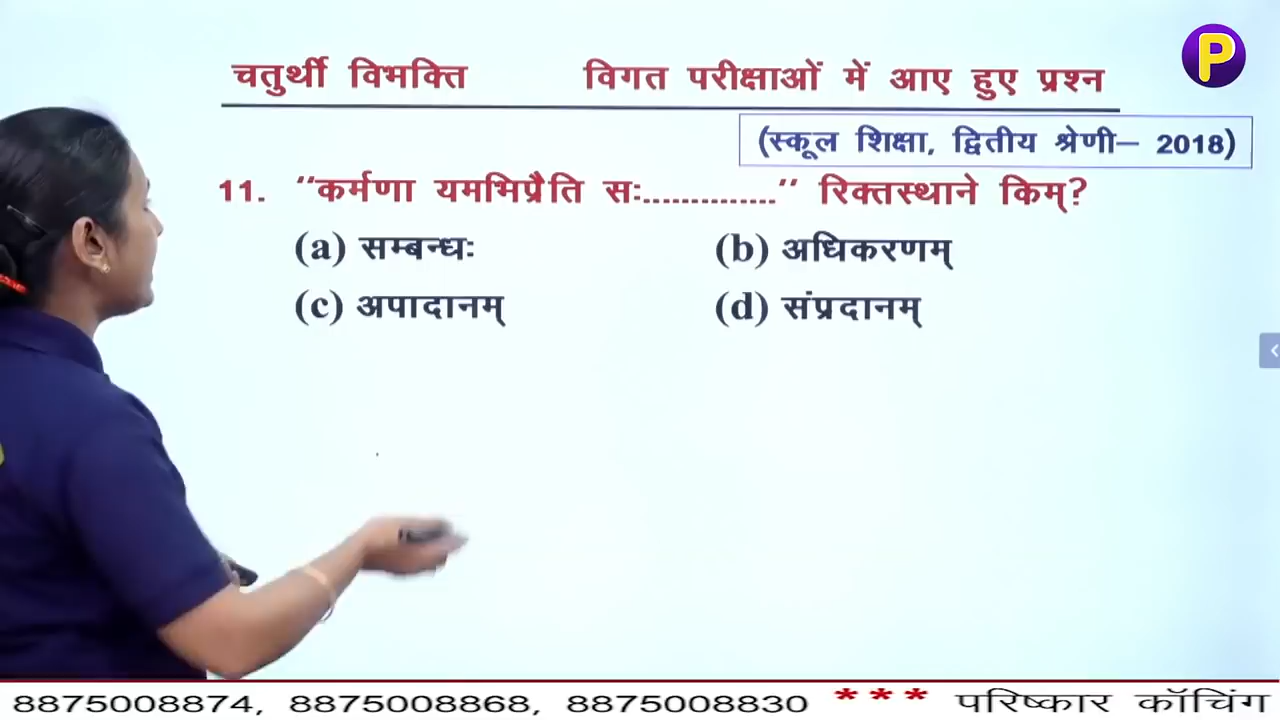 P
चतुर्थी विभक्ति विगत परीक्षाओं में आए हुए प्रश्न
(स्कूल शिक्षा, द्वितीय श्रेणी– 2018)
11. ‘‘कर्मणा यमभिप्रैति सः..............’’ रिक्तस्थाने किम्?
(a) सम्बन्धः (b) अधिकरणम्
(c) अपादानम् (d) संप्रदानम्
8875008874, 8875008868, 8875008830 *** परिष्कार कॉचिंग